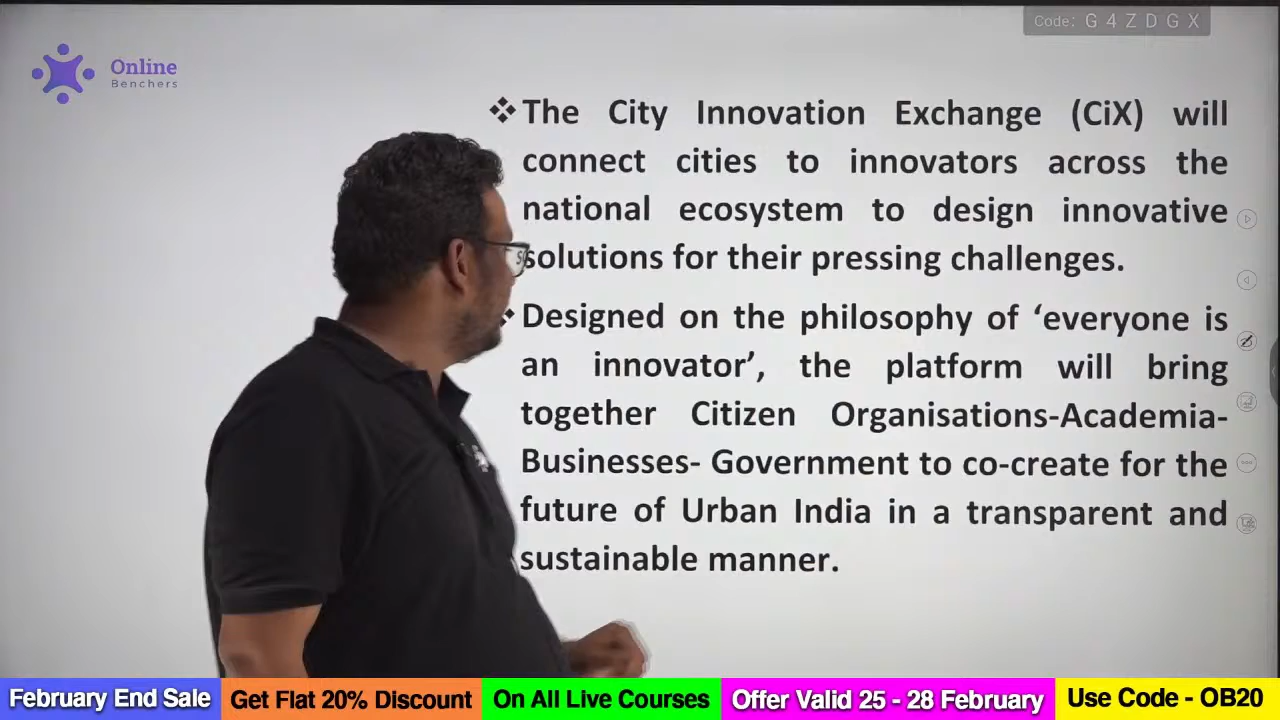 Code: G 4 Z D G X
Online
Benchers
The City Innovation Exchange (CiX) will
connect cities to innovators across the
national ecosystem to design innovative
solutions for their pressing challenges.
Designed on the philosophy of ‘everyone is
an innovator’, the platform will bring
together Citizen Organisations-Academia-
Businesses- Government to co-create for the
future of Urban India in a transparent and
sustainable manner.
February End Sale
Get Flat 20% Discount
On All Live Courses
Offer Valid 25 - 28 February
Use Code - OB20